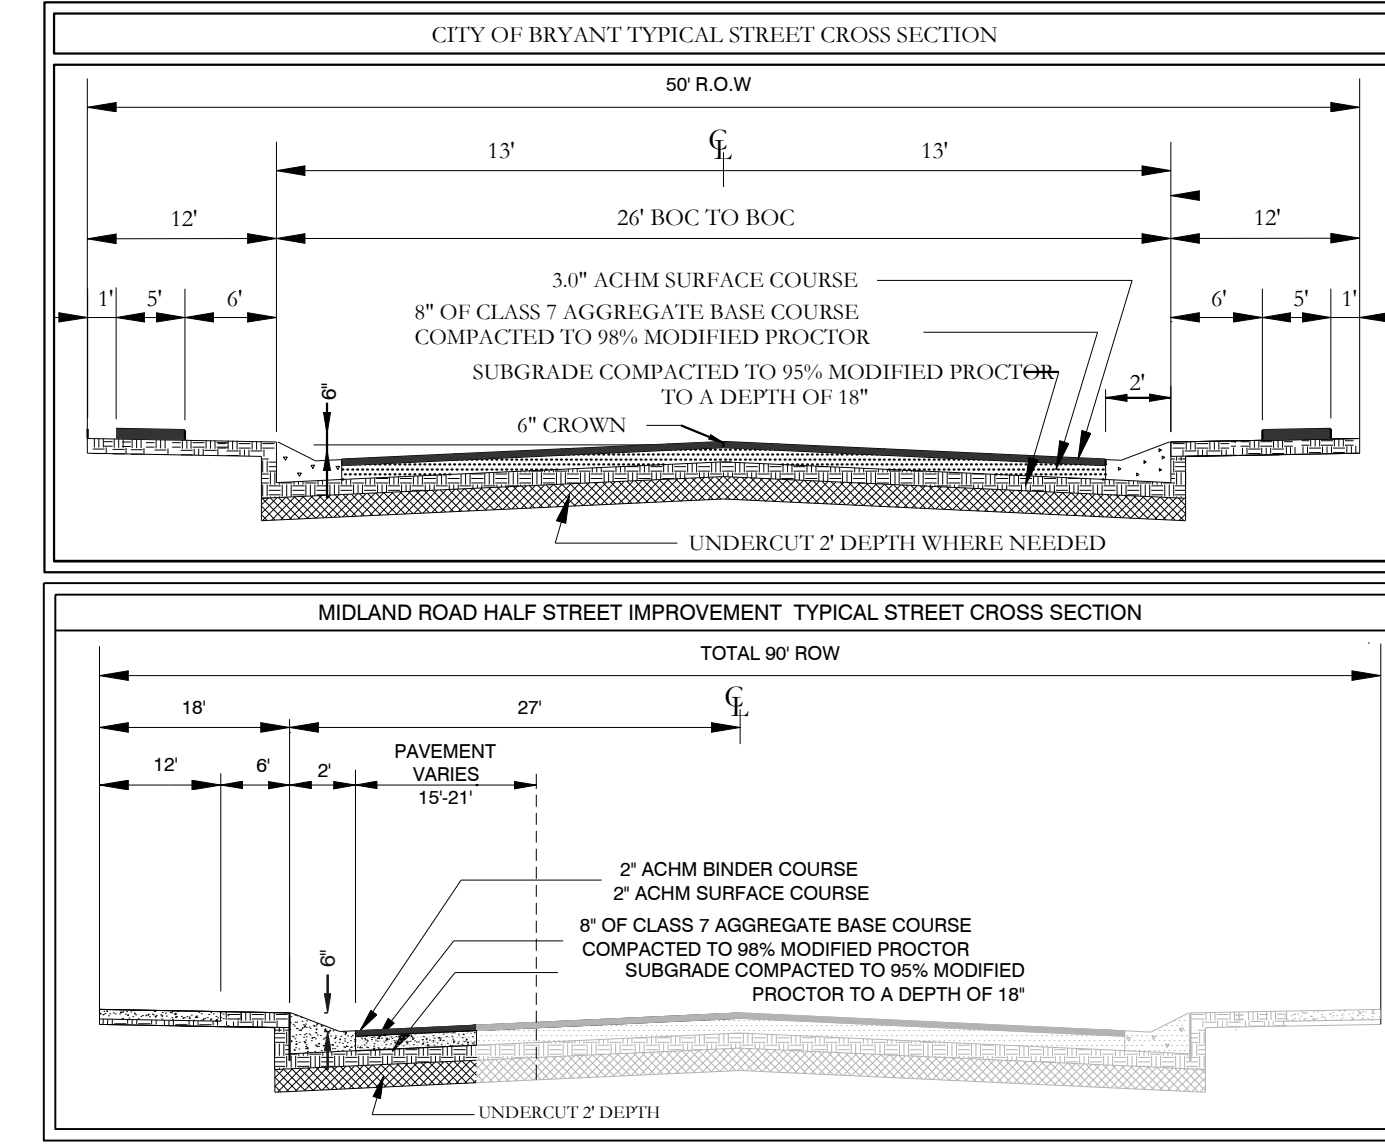 CITY OF BRYANT TYPICAL STREET CROSS SECTION
50' R.O.W
13' ℄ 13'
12' 26' BOC TO BOC 12'
3.0" ACHM SURFACE COURSE
1' 5' 6' 6' 5' 1'
8" OF CLASS 7 AGGREGATE BASE COURSE
COMPACTED TO 98% MODIFIED PROCTOR
SUBGRADE COMPACTED TO 95% MODIFIED PROCTOR
TO A DEPTH OF 18"
2'
6"
6" CROWN
UNDERCUT 2' DEPTH WHERE NEEDED
MIDLAND ROAD HALF STREET IMPROVEMENT TYPICAL STREET CROSS SECTION
TOTAL 90' ROW
18' 27' ℄
12' 6' 2'
PAVEMENT
VARIES
15'-21'
2" ACHM BINDER COURSE
2" ACHM SURFACE COURSE
8" OF CLASS 7 AGGREGATE BASE COURSE
COMPACTED TO 98% MODIFIED PROCTOR
SUBGRADE COMPACTED TO 95% MODIFIED
PROCTOR TO A DEPTH OF 18"
6"
UNDERCUT 2' DEPTH